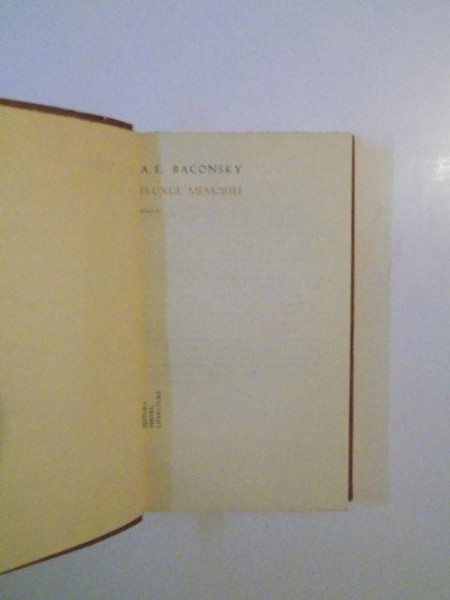 A. E. BACONSKY
FLUXUL MEMORIEI
EDITURA
PENTRU
LITERATURĂ